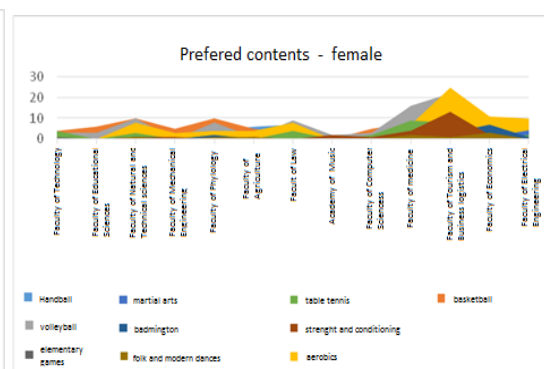 Prefered contents - female
30
20
10
0
Faculty of Technology
Faculty of Educational
Sciences
Faculty of Natural and
Technical sciences
Faculty of Mechanical
Engineering
Faculty of Phylology
Faculty of
Agriculture
Facult of Law
Academy of Music
Faculty of Computer
Sciencess
Faculty of medicine
Faculty of Tourism and
Business logistics
Faculty of Economics
Faculty of Electrical
Engineering
Handball
martial arts
table tennis
basketball
volleyball
badmington
strenght and conditioning
elementary
games
folk and modern dances
aerobics